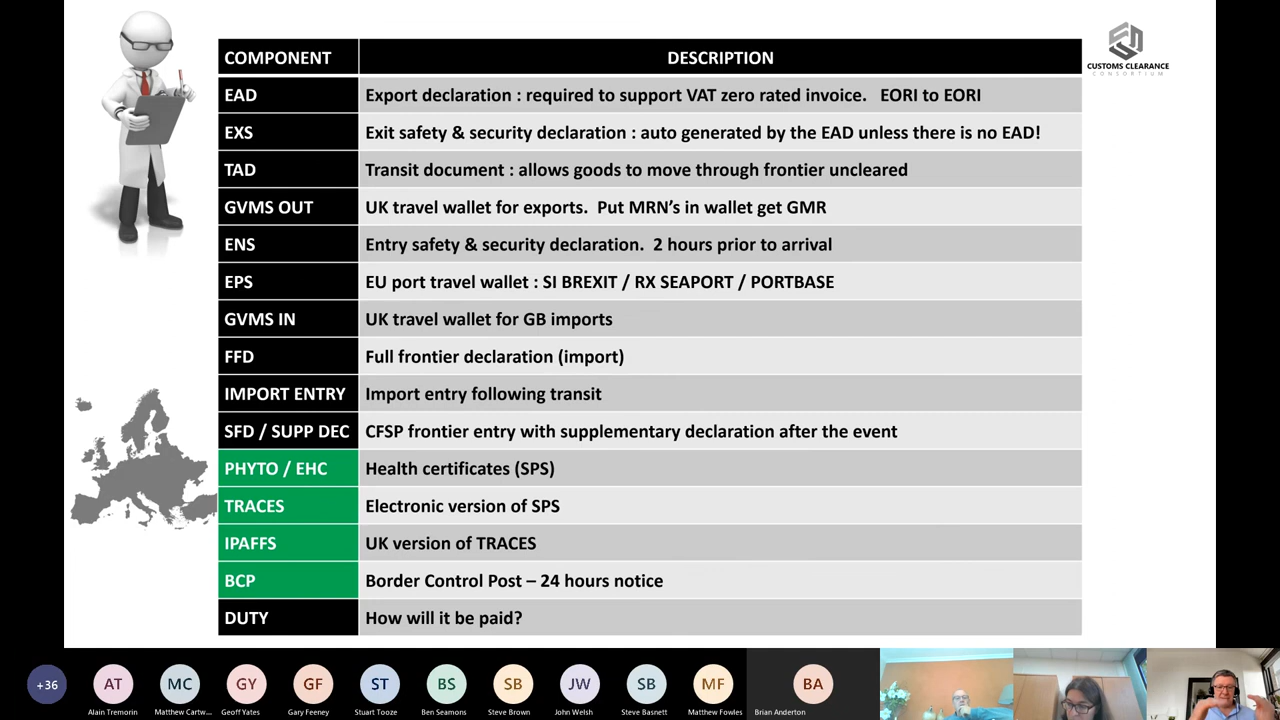 CUSTOMS CLEARANCE
CONSORTIUM
COMPONENT DESCRIPTION
EAD Export declaration : required to support VAT zero rated invoice. EORI to EORI
EXS Exit safety & security declaration : auto generated by the EAD unless there is no EAD!
TAD Transit document : allows goods to move through frontier uncleared
GVMS OUT UK travel wallet for exports. Put MRN's in wallet get GMR
ENS Entry safety & security declaration. 2 hours prior to arrival
EPS EU port travel wallet : SI BREXIT / RX SEAPORT / PORTBASE
GVMS IN UK travel wallet for GB imports
FFD Full frontier declaration (import)
IMPORT ENTRY Import entry following transit
SFD / SUPP DEC CFSP frontier entry with supplementary declaration after the event
PHYTO / EHC Health certificates (SPS)
TRACES Electronic version of SPS
IPAFFS UK version of TRACES
BCP Border Control Post – 24 hours notice
DUTY How will it be paid?
+36 AT MC GY GF ST BS SB JW SB MF BA
Alain Tremorin Matthew Cartw... Geoff Yates Gary Feeney Stuart Tooze Ben Seamons Steve Brown John Welsh Steve Basnett Matthew Fowles Brian Anderton